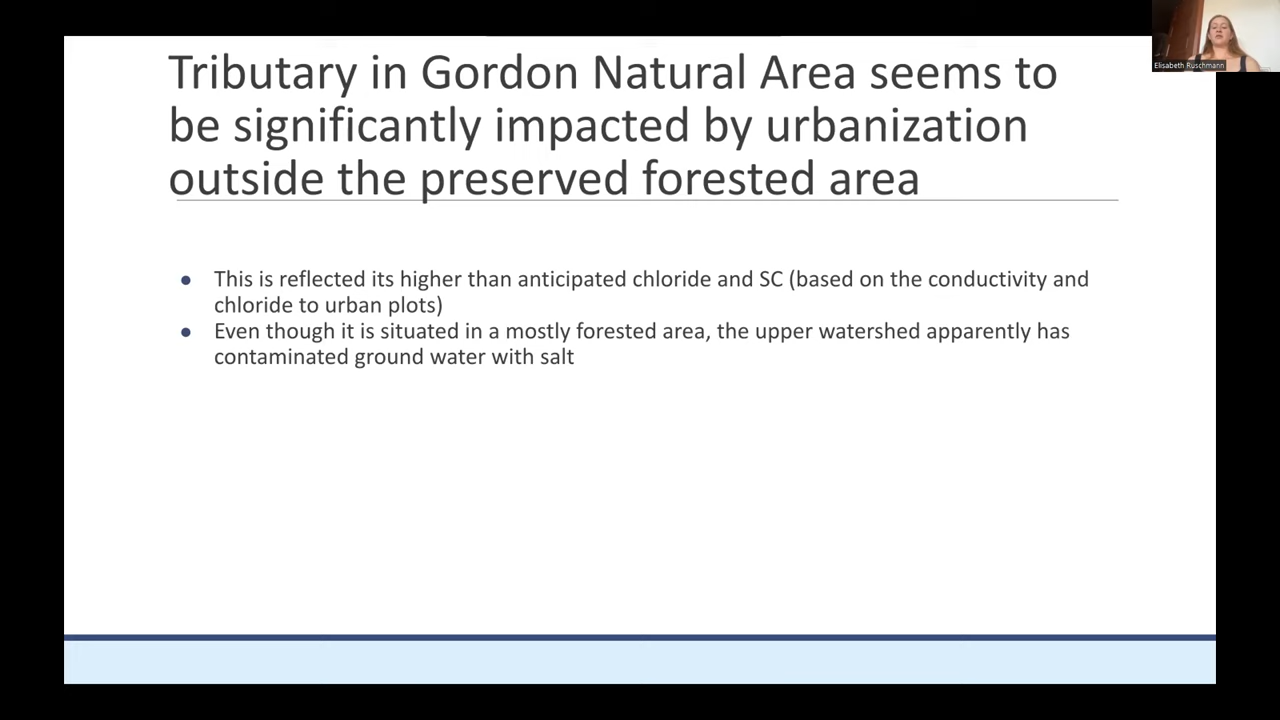 Tributary in Gordon Natural Area seems to
be significantly impacted by urbanization
outside the preserved forested area
● This is reflected its higher than anticipated chloride and SC (based on the conductivity and
chloride to urban plots)
● Even though it is situated in a mostly forested area, the upper watershed apparently has
contaminated ground water with salt
Elisabeth Ruschmann